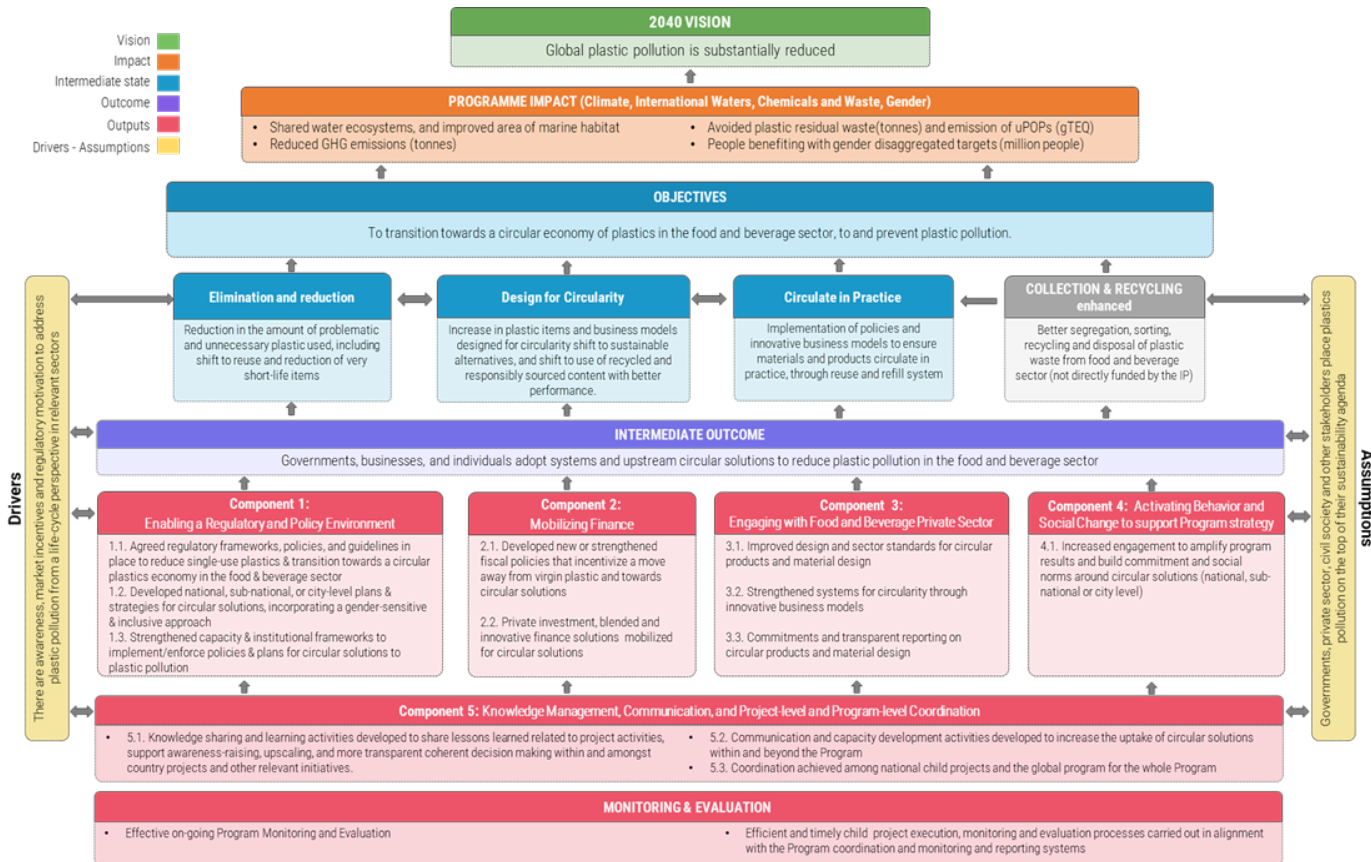 2040 VISION
Global plastic pollution is substantially reduced
Vision
Impact
Intermediate state
Outcome
Outputs
Drivers - Assumptions
PROGRAMME IMPACT (Climate, International Waters, Chemicals and Waste, Gender)
• Shared water ecosystems, and improved area of marine habitat
• Reduced GHG emissions (tonnes)
• Avoided plastic residual waste(tonnes) and emission of uPOPs (gTEQ)
• People benefiting with gender disaggregated targets (million people)
OBJECTIVES
To transition towards a circular economy of plastics in the food and beverage sector, to and prevent plastic pollution.
Drivers
There are awareness, market incentives and regulatory motivation to address
plastic pollution from a life-cycle perspective in relevant sectors
Elimination and reduction
Reduction in the amount of problematic
and unnecessary plastic used, including
shift to reuse and reduction of very
short-life items
Design for Circularity
Increase in plastic items and business models
designed for circularity shift to sustainable
alternatives, and shift to use of recycled and
responsibly sourced content with better
performance.
Circulate in Practice
Implementation of policies and
innovative business models to ensure
materials and products circulate in
practice, through reuse and refill system
COLLECTION & RECYCLING
enhanced
Better segregation, sorting,
recycling and disposal of plastic
waste from food and beverage
sector (not directly funded by the IP)
Governments, private sector, civil society and other stakeholders place plastics
pollution on the top of their sustainability agenda
Assumptions
INTERMEDIATE OUTCOME
Governments, businesses, and individuals adopt systems and upstream circular solutions to reduce plastic pollution in the food and beverage sector
Component 1:
Enabling a Regulatory and Policy Environment
1.1. Agreed regulatory frameworks, policies, and guidelines in
place to reduce single-use plastics & transition towards a circular
plastics economy in the food & beverage sector
1.2. Developed national, sub-national, or city-level plans &
strategies for circular solutions, incorporating a gender-sensitive
& inclusive approach
1.3. Strengthened capacity & institutional frameworks to
implement/enforce policies & plans for circular solutions to
plastic pollution
Component 2:
Mobilizing Finance
2.1. Developed new or strengthened
fiscal policies that incentivize a move
away from virgin plastic and towards
circular solutions
2.2. Private investment, blended and
innovative finance solutions mobilized
for circular solutions
Component 3:
Engaging with Food and Beverage Private Sector
3.1. Improved design and sector standards for circular
products and material design
3.2. Strengthened systems for circularity through
innovative business models
3.3. Commitments and transparent reporting on
circular products and material design
Component 4: Activating Behavior and
Social Change to support Program strategy
4.1. Increased engagement to amplify program
results and build commitment and social
norms around circular solutions (national, sub-
national or city level)
Component 5: Knowledge Management, Communication, and Project-level and Program-level Coordination
• 5.1. Knowledge sharing and learning activities developed to share lessons learned related to project activities,
support awareness-raising, upscaling, and more transparent coherent decision making within and amongst
country projects and other relevant initiatives.
• 5.2. Communication and capacity development activities developed to increase the uptake of circular solutions
within and beyond the Program
• 5.3. Coordination achieved among national child projects and the global program for the whole Program
MONITORING & EVALUATION
• Effective on-going Program Monitoring and Evaluation
• Efficient and timely child project execution, monitoring and evaluation processes carried out in alignment
with the Program coordination and monitoring and reporting systems